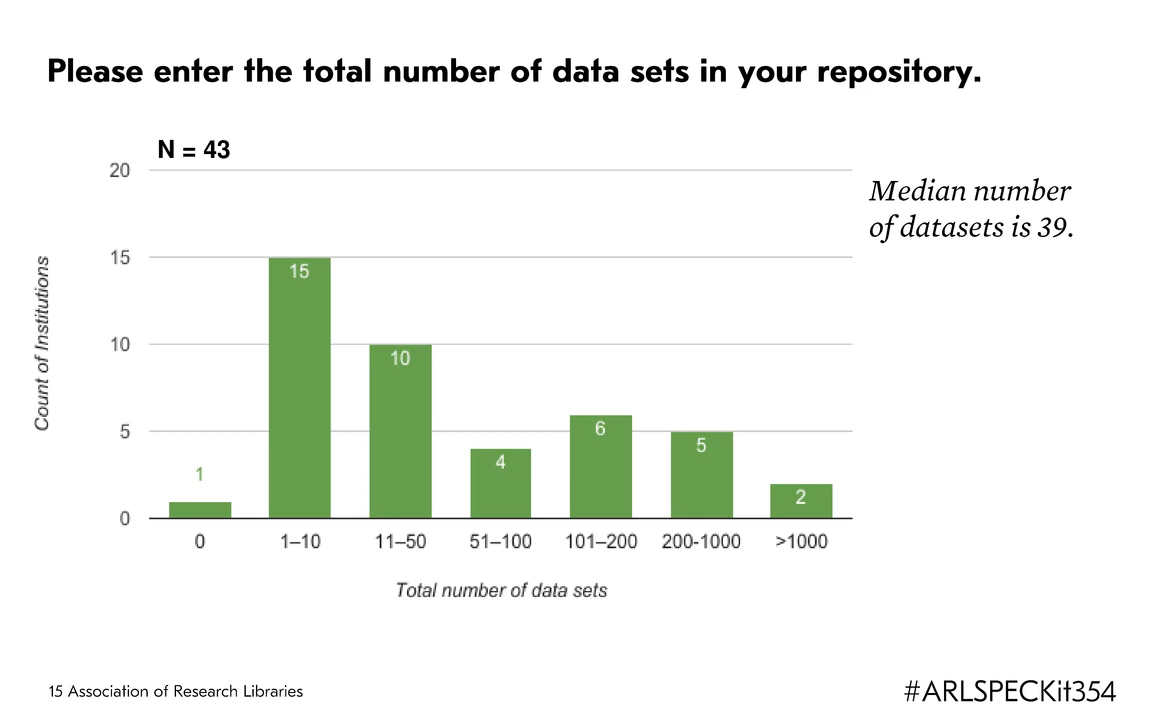 Please enter the total number of data sets in your repository.
N = 43
Median number
of datasets is 39.
Count of Institutions
20
15
10
5
0
1
15
10
4
6
5
2
0
1–10
11–50
51–100
101–200
200-1000
>1000
Total number of data sets
15 Association of Research Libraries
#ARLSPECKit354